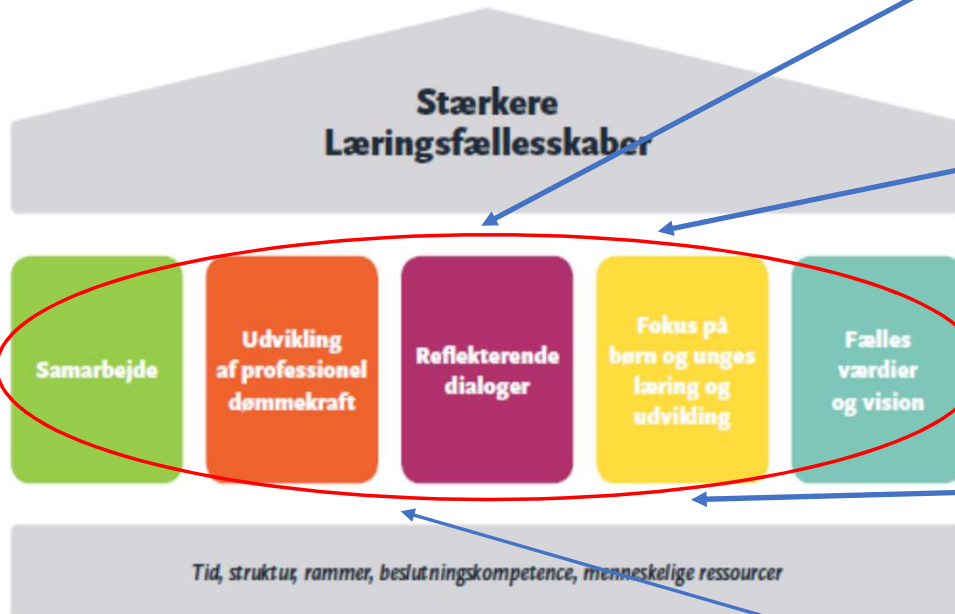 Stærkere
Læringsfællesskaber
Samarbejde
Udvikling
af professionel
dømmekraft
Reflekterende
dialoger
Fokus på
børn og unges
læring og
udvikling
Fælles
værdier
og vision
Tid, struktur, rammer, beslutningskompetence, menneskelige ressourcer